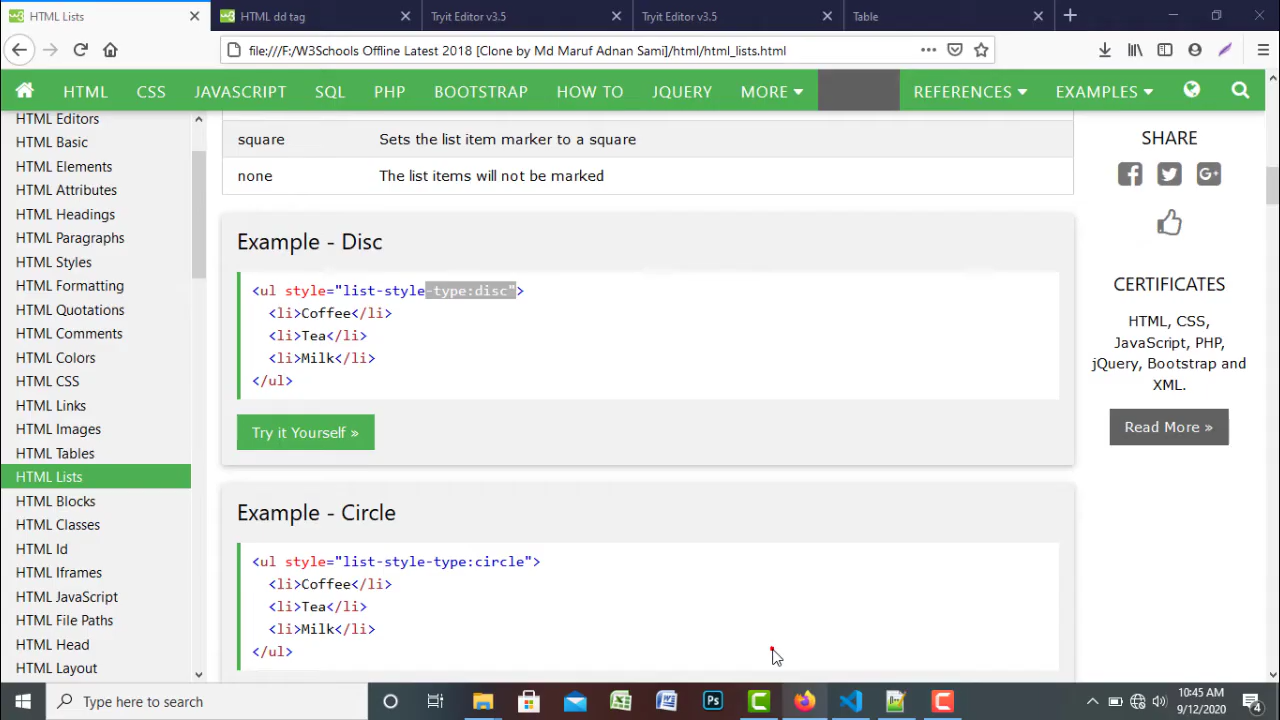 HTML Lists
HTML dd tag
Tryit Editor v3.5
Tryit Editor v3.5
Table
file:///F:/W3Schools Offline Latest 2018 [Clone by Md Maruf Adnan Sami]/html/html_lists.html
HTML CSS JAVASCRIPT SQL PHP BOOTSTRAP HOW TO JQUERY MORE REFERENCES EXAMPLES
HTML Editors
HTML Basic
HTML Elements
HTML Attributes
HTML Headings
HTML Paragraphs
HTML Styles
HTML Formatting
HTML Quotations
HTML Comments
HTML Colors
HTML CSS
HTML Links
HTML Images
HTML Tables
HTML Lists
HTML Blocks
HTML Classes
HTML Id
HTML Iframes
HTML JavaScript
HTML File Paths
HTML Head
HTML Layout
square Sets the list item marker to a square
none The list items will not be marked
Example - Disc
<ul style="list-style-type:disc">
<li>Coffee</li>
<li>Tea</li>
<li>Milk</li>
</ul>
Try it Yourself »
Example - Circle
<ul style="list-style-type:circle">
<li>Coffee</li>
<li>Tea</li>
<li>Milk</li>
</ul>
SHARE
CERTIFICATES
HTML, CSS,
JavaScript, PHP,
jQuery, Bootstrap and
XML.
Read More »
Type here to search
Ps
10:45 AM
9/12/2020
4